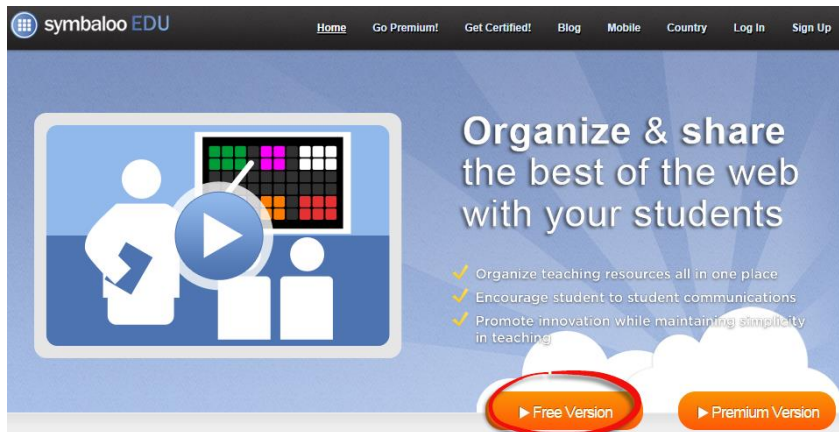 symbaloo EDU
Home Go Premium! Get Certified! Blog Mobile Country Log In Sign Up
Organize & share
the best of the web
with your students
Organize teaching resources all in one place
Encourage student to student communications
Promote innovation while maintaining simplicity
in teaching
Free Version
Premium Version